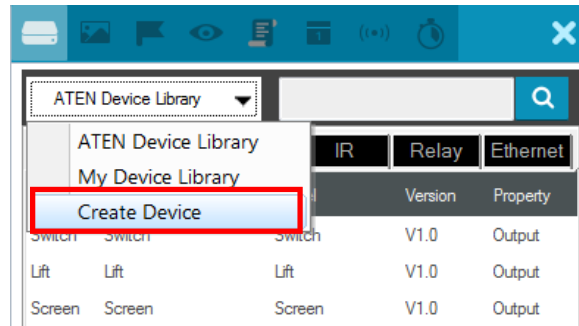 ATEN Device Library
ATEN Device Library
IR Relay Ethernet
My Device Library
Version Property
Create Device
Switch Switch Switch V1.0 Output
Lift Lift Lift V1.0 Output
Screen Screen Screen V1.0 Output